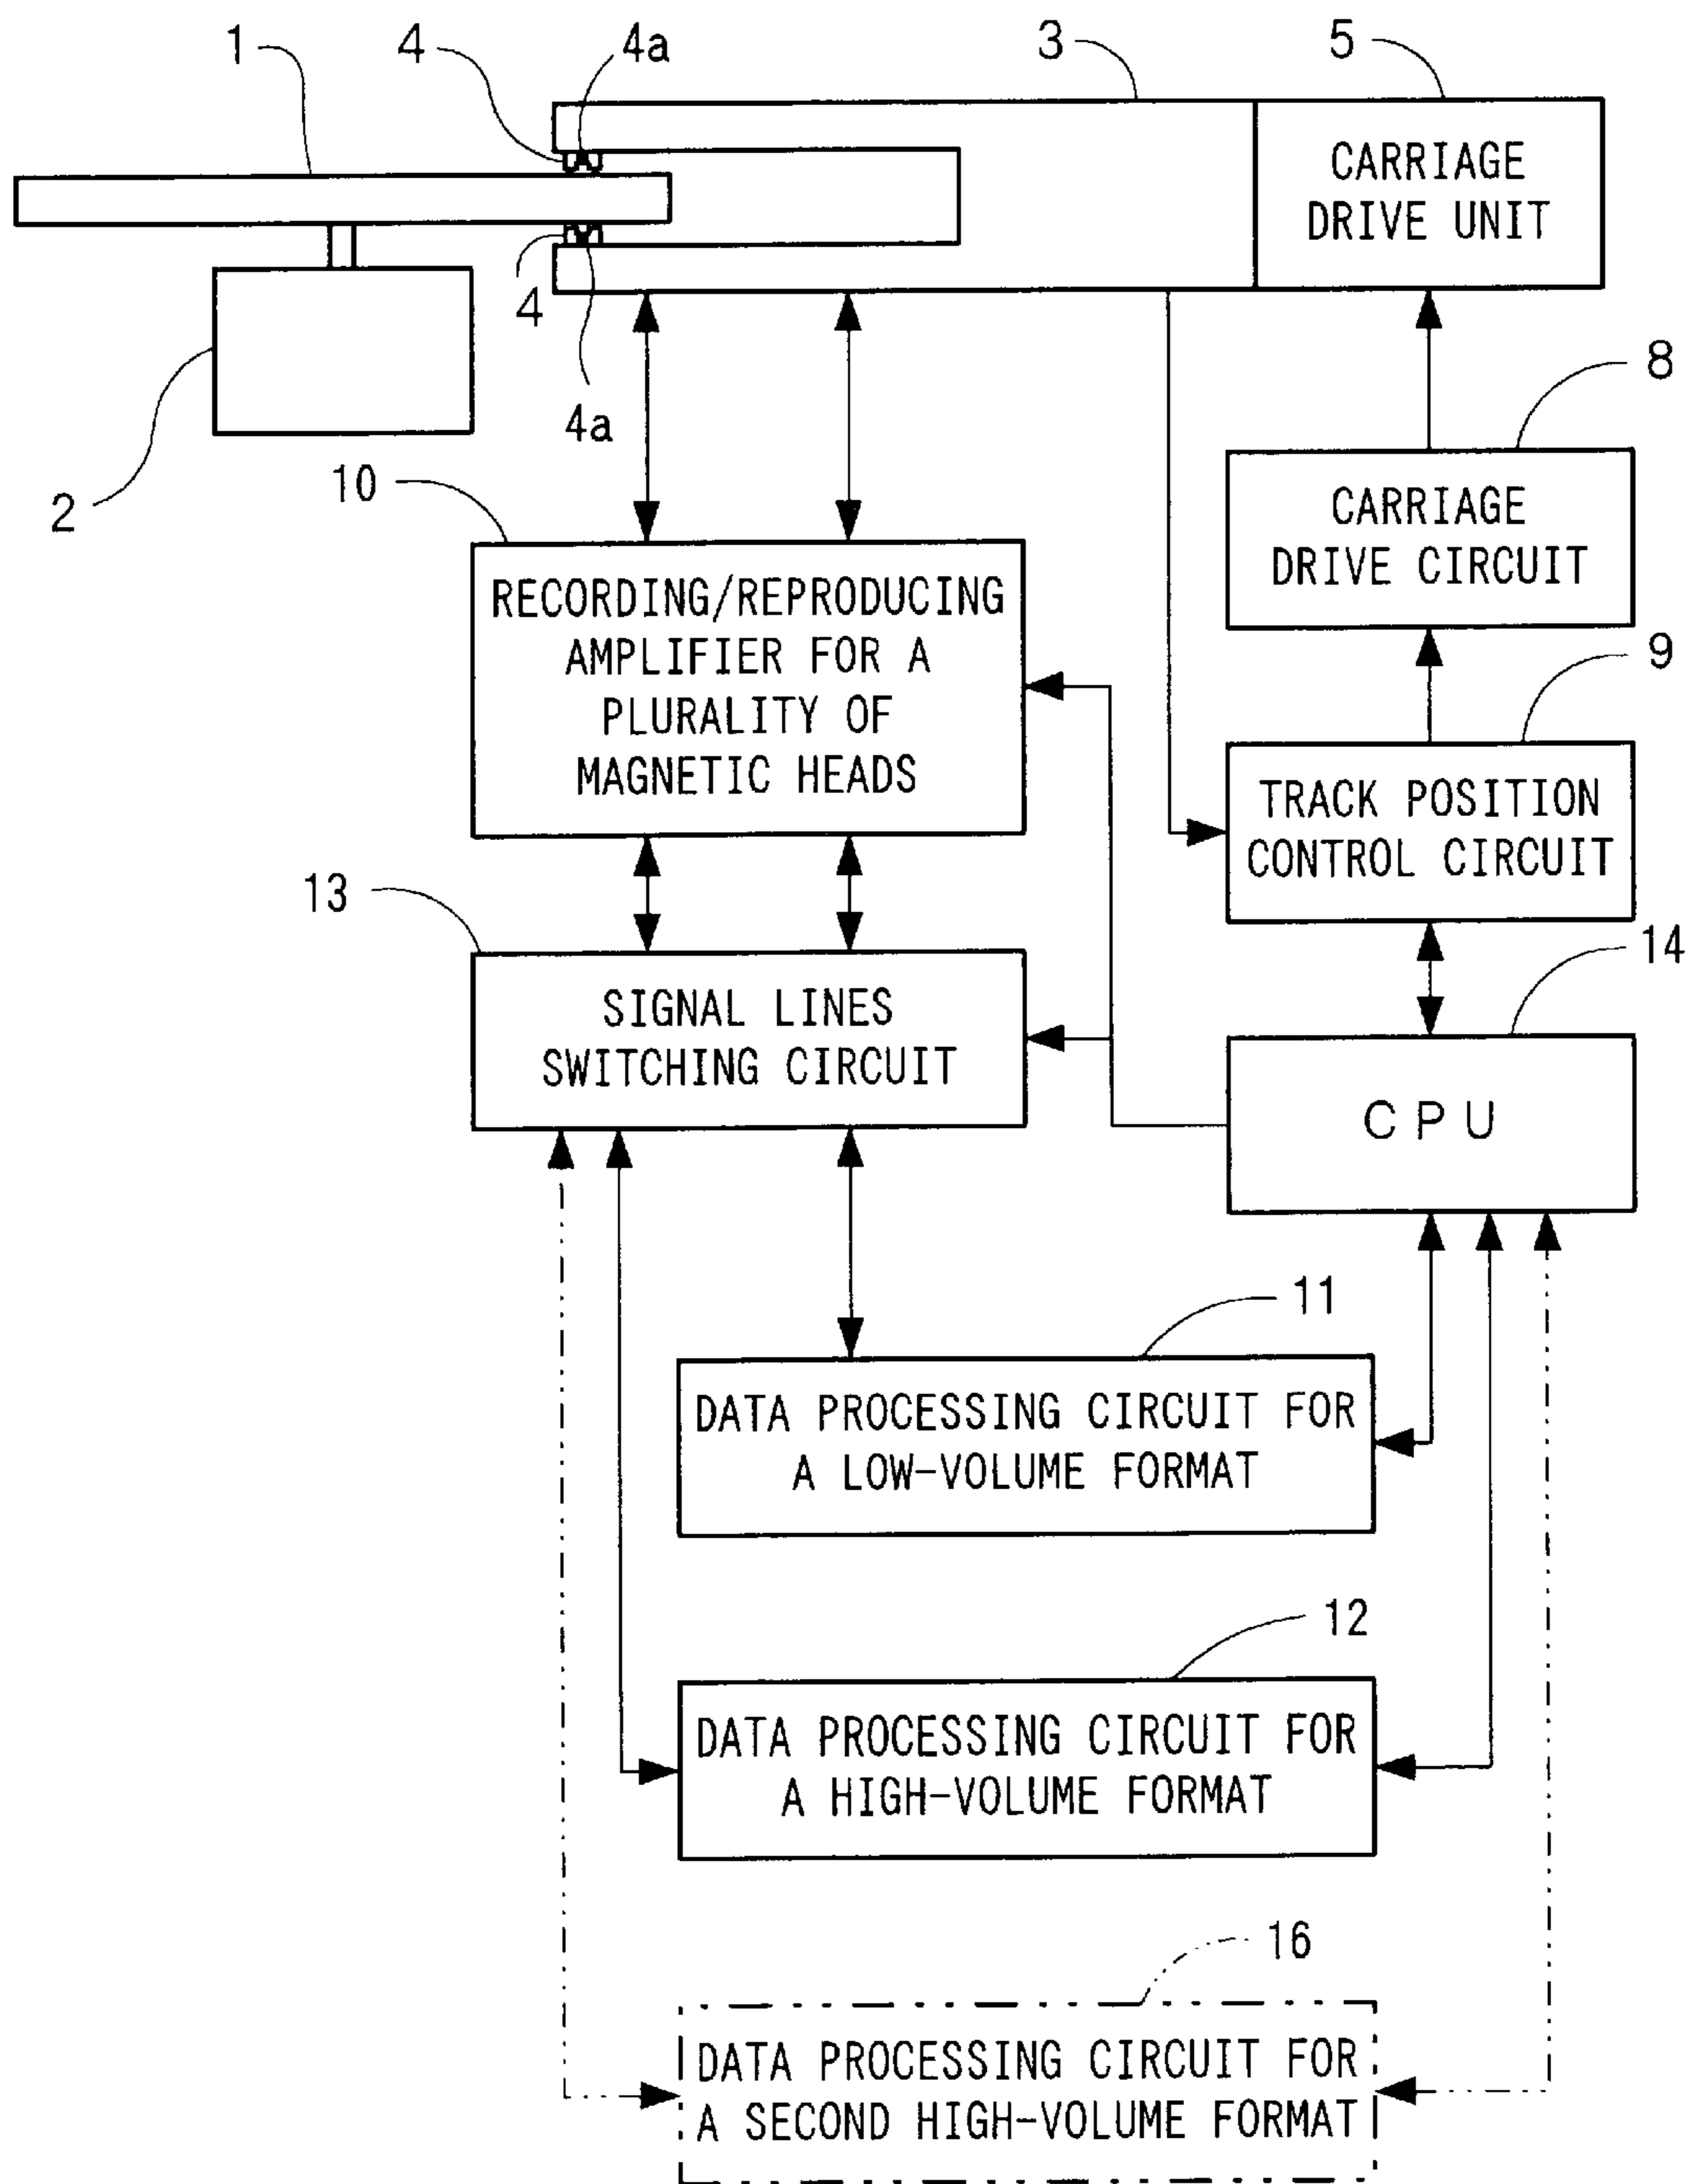 1
4
4a
3
5
CARRIAGE
DRIVE UNIT
4
4a
2
8
CARRIAGE
DRIVE CIRCUIT
10
RECORDING/REPRODUCING
AMPLIFIER FOR A
PLURALITY OF
MAGNETIC HEADS
9
TRACK POSITION
CONTROL CIRCUIT
13
SIGNAL LINES
SWITCHING CIRCUIT
14
CPU
11
DATA PROCESSING CIRCUIT FOR
A LOW-VOLUME FORMAT
12
DATA PROCESSING CIRCUIT FOR
A HIGH-VOLUME FORMAT
16
DATA PROCESSING CIRCUIT FOR
A SECOND HIGH-VOLUME FORMAT